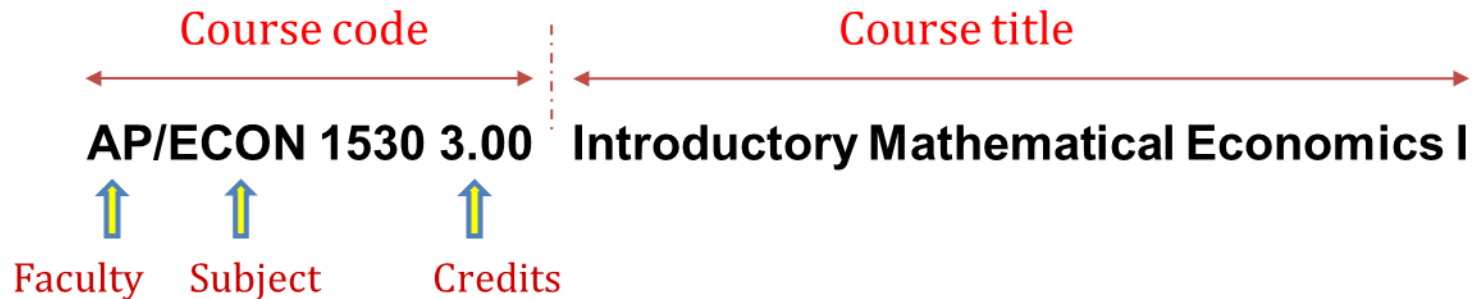 Course code Course title
AP/ECON 1530 3.00 Introductory Mathematical Economics I
Faculty Subject Credits